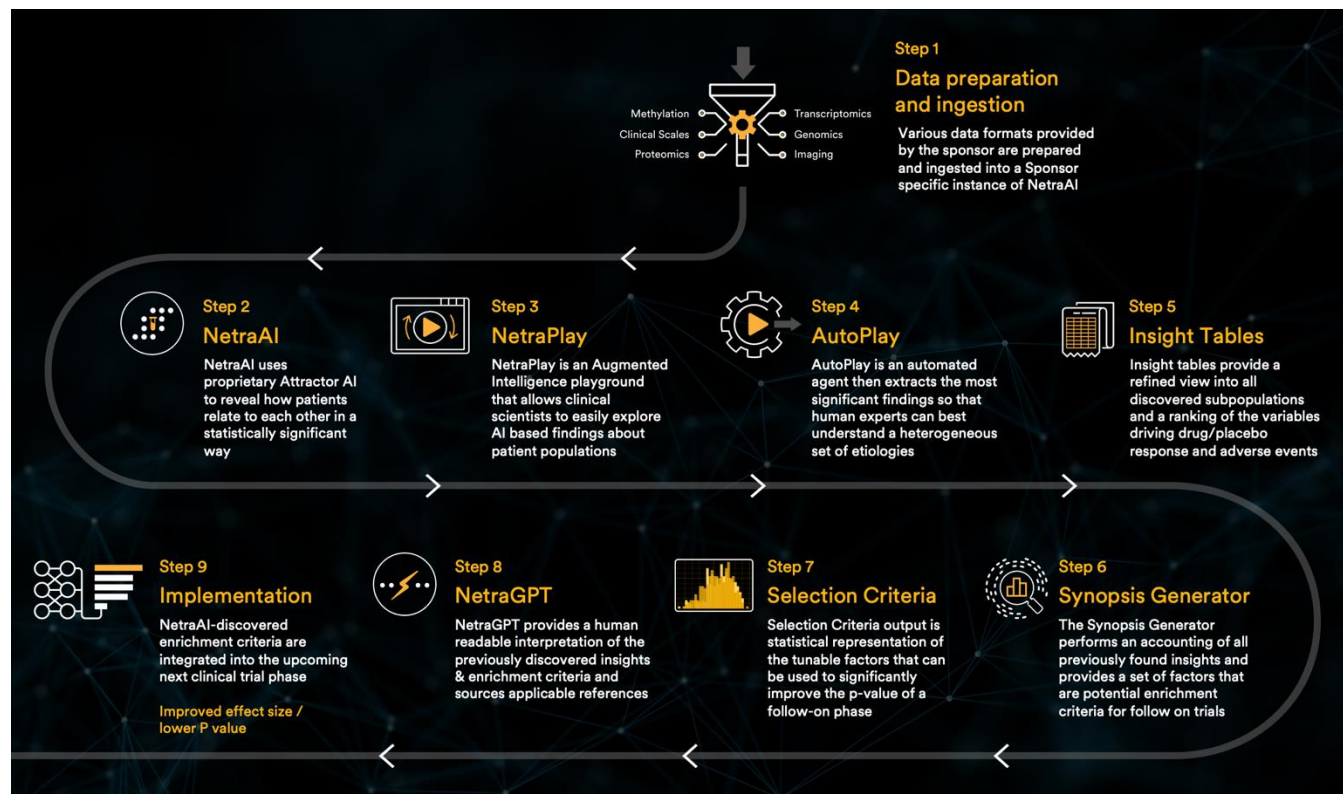 Step 1
Data preparation
and ingestion
Various data formats provided
by the sponsor are prepared
and ingested into a Sponsor
specific instance of NetraAI
Methylation
Clinical Scales
Proteomics
Transcriptomics
Genomics
Imaging
Step 2
NetraAI
NetraAI uses
proprietary Attractor AI
to reveal how patients
relate to each other in a
statistically significant
way
Step 3
NetraPlay
NetraPlay is an Augmented
Intelligence playground
that allows clinical
scientists to easily explore
AI based findings about
patient populations
Step 4
AutoPlay
AutoPlay is an automated
agent then extracts the most
significant findings so that
human experts can best
understand a heterogeneous
set of etiologies
Step 5
Insight Tables
Insight tables provide a
refined view into all
discovered subpopulations
and a ranking of the variables
driving drug/placebo
response and adverse events
Step 6
Synopsis Generator
The Synopsis Generator
performs an accounting of all
previously found insights and
provides a set of factors that
are potential enrichment
criteria for follow on trials
Step 7
Selection Criteria
Selection Criteria output is
statistical representation of
the tunable factors that can
be used to significantly
improve the p-value of a
follow-on phase
Step 8
NetraGPT
NetraGPT provides a human
readable interpretation of the
previously discovered insights
& enrichment criteria and
sources applicable references
Step 9
Implementation
NetraAI-discovered
enrichment criteria are
integrated into the upcoming
next clinical trial phase
Improved effect size /
lower P value